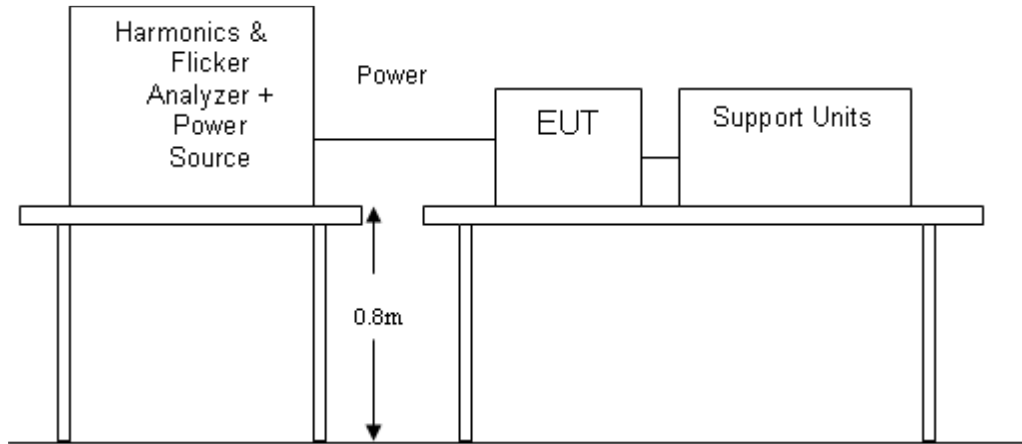 Harmonics &
Flicker
Analyzer +
Power
Source
Power
EUT
Support Units
0.8m